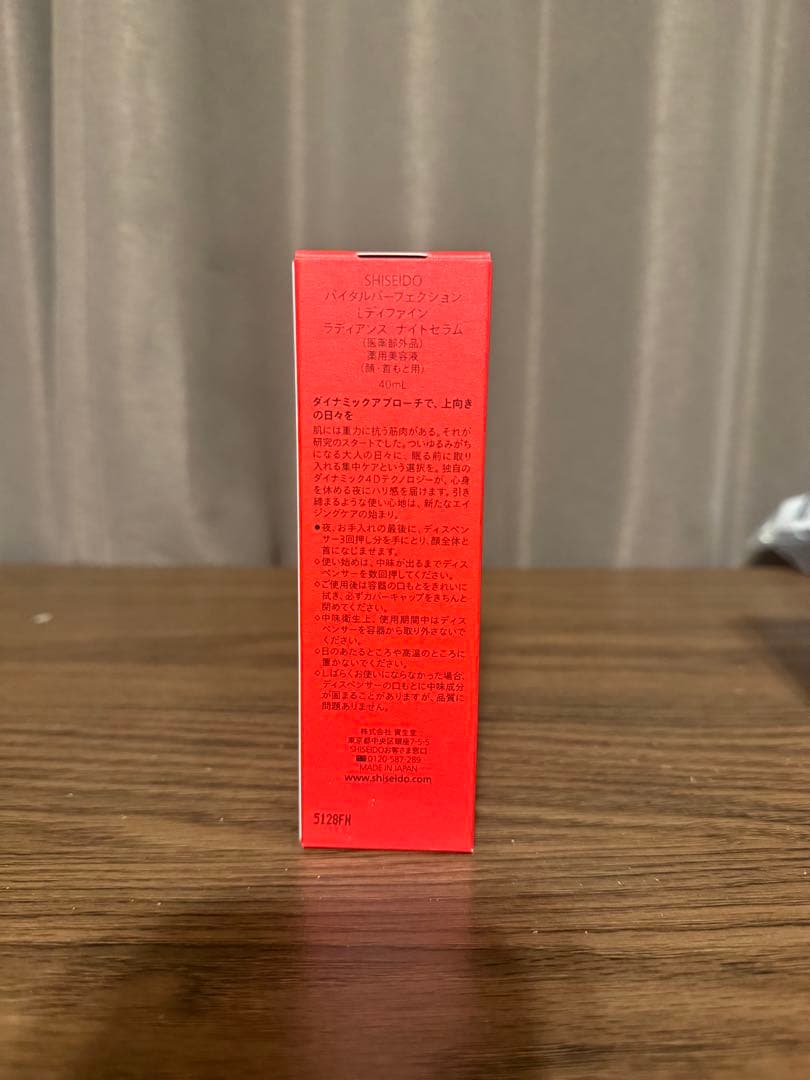 SHISEIDO
バイタルパーフェクション
Lディファイン
ラディアンス ナイトセラム
(医薬部外品)
薬用美容液
(顔・首もと用)
40mL
ダイナミックアプローチで、上向き
の日々を
肌には重力に抗う筋肉がある。それが
研究のスタートでした。ついゆるみがち
になる大人の日々に、眠る前に取り
入れる集中ケアという選択を。独自の
ダイナミック4Dテクノロジーが、心身
を休める夜にハリ感を届けます。引き
締まるような使い心地は、新たなエイ
ジングケアの始まり。
●夜、お手入れの最後に、ディスペン
サー3回押し分を手にとり、顔全体と
首になじませます。
◇使い始めは、中味が出るまでディス
ペンサーを数回押してください。
◇ご使用後は容器の口もとをきれいに
拭き、必ずカバーキャップをきちんと
閉めてください。
◇中味衛生上、使用期間中はディス
ペンサーを容器から取り外さないで
ください。
◇日のあたるところや高温のところに
置かないでください。
◇しばらくお使いにならなかった場合、
ディスペンサーの口もとに中味成分
が固まることがありますが、品質に
問題ありません。
株式会社 資生堂
東京都中央区銀座7-5-5
SHISEIDOお客さま窓口
0120-587-289
MADE IN JAPAN
www.shiseido.com
5128FN